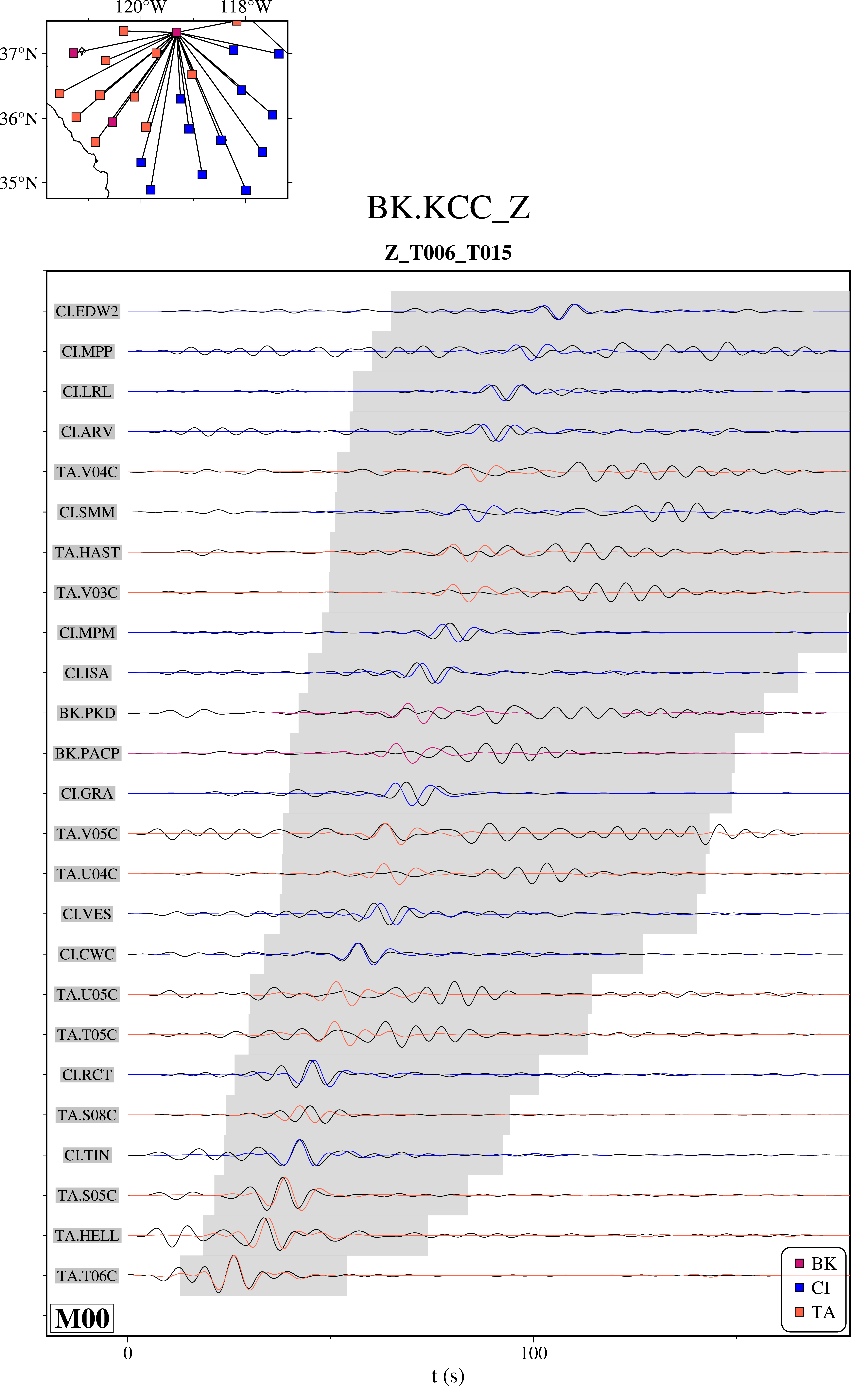 120°W 118°W
37°N
36°N
35°N
BK.KCC_Z
Z_T006_T015
CI.EDW2
CI.MPP
CI.LRL
CI.ARV
TA.V04C
CI.SMM
TA.HAST
TA.V03C
CI.MPM
CI.ISA
BK.PKD
BK.PACP
CI.GRA
TA.V05C
TA.U04C
CI.VES
CI.CWC
TA.U05C
TA.T05C
CI.RCT
TA.S08C
CI.TIN
TA.S05C
TA.HELL
TA.T06C
BK
CI
TA
M00
0 100
t (s)